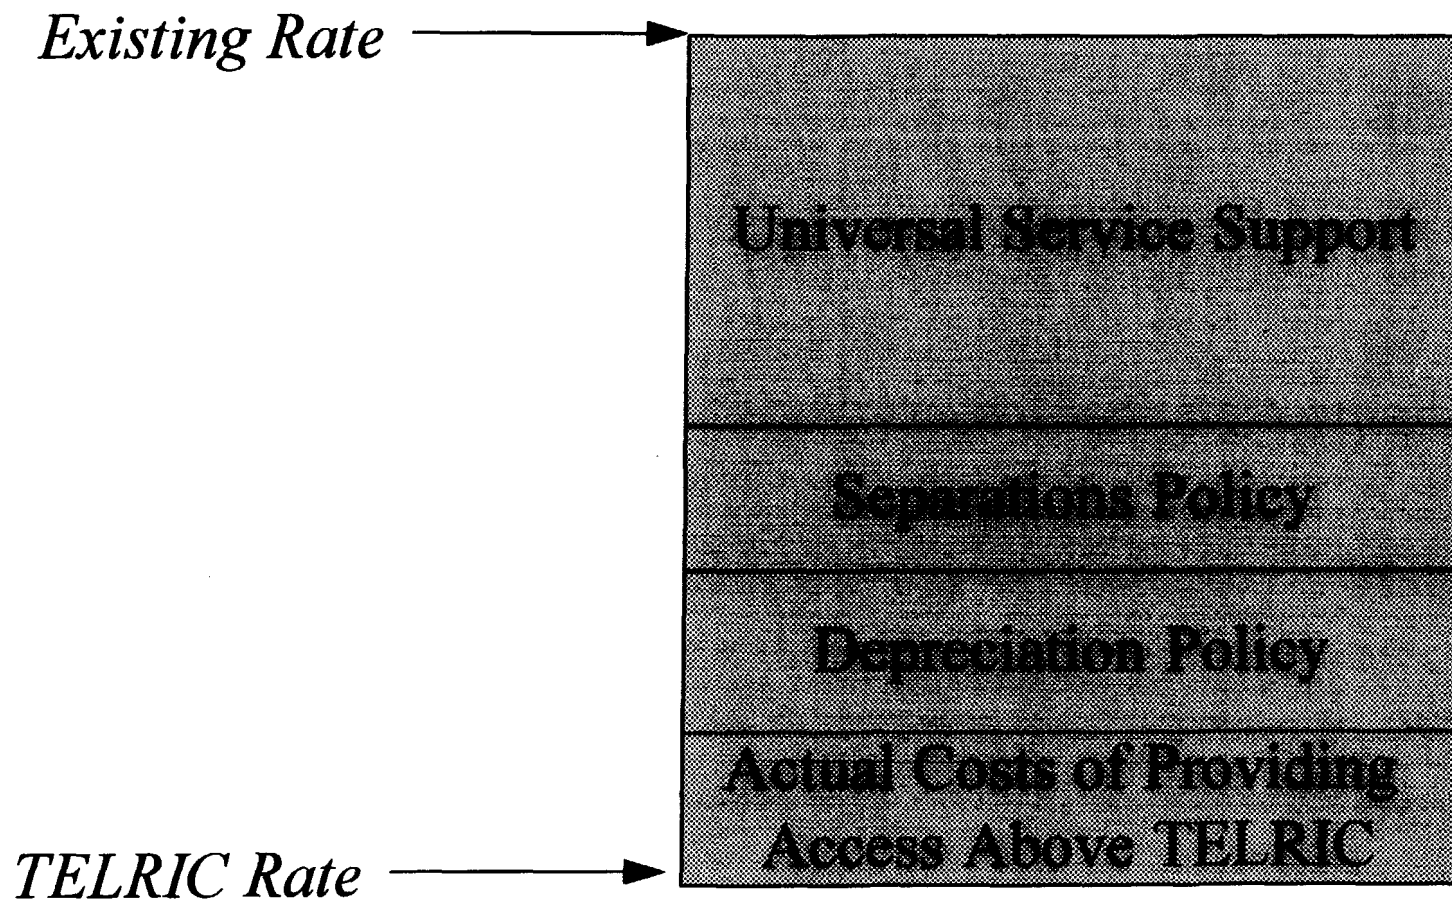 Existing Rate
Universal Service Support
Separations Policy
Depreciation Policy
Actual Costs of Providing
Access Above TELRIC
TELRIC Rate